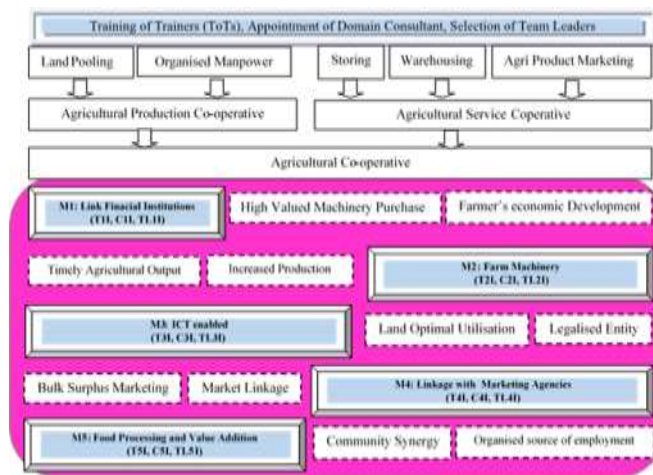 Training of Trainers (ToTs), Appointment of Domain Consultant, Selection of Team Leaders
Land Pooling
Organised Manpower
Storing
Warehousing
Agri Product Marketing
Agricultural Production Co-operative
Agricultural Service Coperative
Agricultural Co-operative
M1: Link Finacial Institutions
(T1I, C1I, TL1I)
High Valued Machinery Purchase
Farmer's economic Development
Timely Agricultural Output
Increased Production
M2: Farm Machinery
(T2I, C2I, TL2I)
M3: ICT enabled
(T3I, C3I, TL3I)
Land Optimal Utilisation
Legalised Entity
Bulk Surplus Marketing
Market Linkage
M4: Linkage with Marketing Agencies
(T4I, C4I, TL4I)
M5: Food Processing and Value Addition
(T5I, C5I, TL5I)
Community Synergy
Organised source of employment